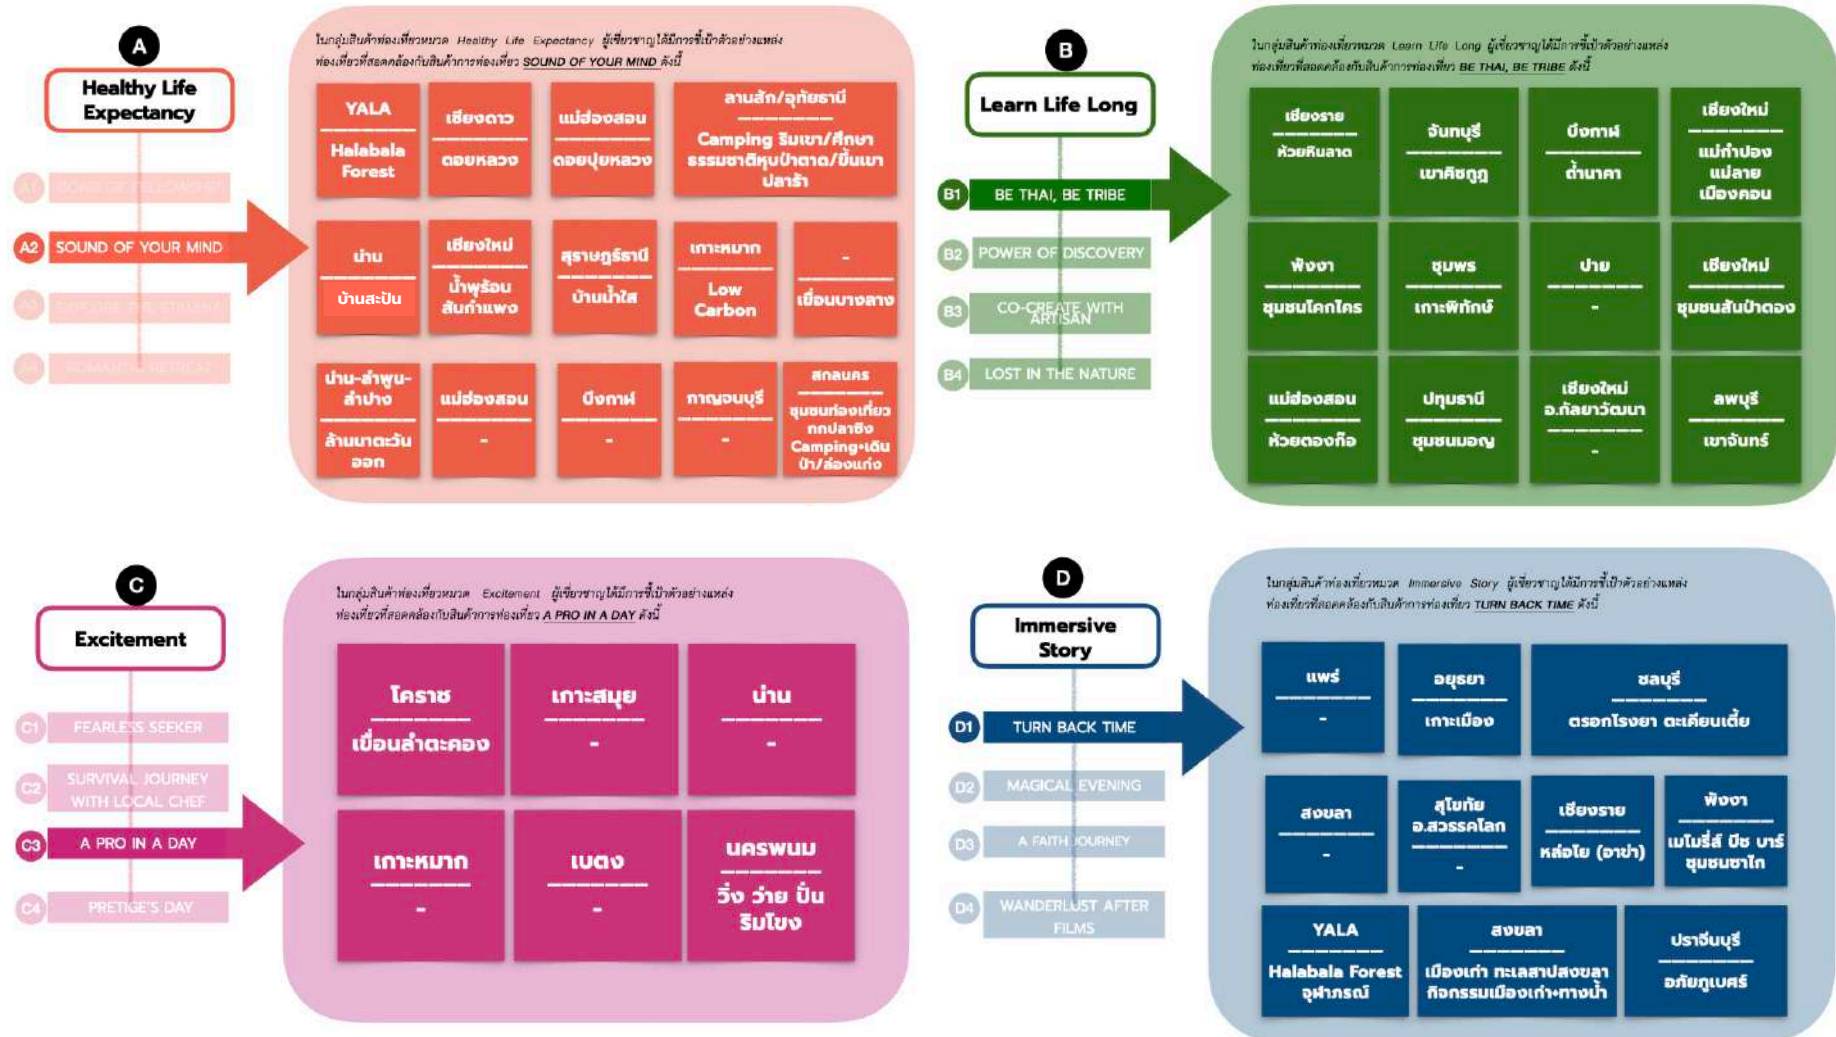 A
Healthy Life
Expectancy
A1
SONG OF FELLOWSHIP
A2
SOUND OF YOUR MIND
A3
EXPLORE THE STAMINA
A4
ROMANTIC RETREAT
ในกลุ่มสินค้าท่องเที่ยวหมวด Healthy Life Expectancy ผู้เชี่ยวชาญได้มีการชี้เป้าตัวอย่างแหล่ง
ท่องเที่ยวที่สอดคล้องกับสินค้าการท่องเที่ยว SOUND OF YOUR MIND ดังนี้
YALA
Halabala
Forest
เชียงดาว
ดอยหลวง
แม่ฮ่องสอน
ดอยปุยหลวง
ลานสัก/อุทัยธานี
Camping ริมเขา/ศึกษา
ธรรมชาติหุบป่าตาด/ขึ้นเขา
ปลาร้า
น่าน
บ้านสะปัน
เชียงใหม่
น้ำพุร้อน
สันกำแพง
สุราษฎร์ธานี
บ้านน้ำใส
เกาะหมาก
Low
Carbon
-
เขื่อนบางลาง
น่าน-ลำพูน-
ลำปาง
ล้านนาตะวัน
ออก
แม่ฮ่องสอน
-
บึงกาฬ
-
กาญจนบุรี
-
สกลนคร
ชุมชนท่องเที่ยว
กกปลาซิง
Camping+เดิน
ป่า/ล่องแก่ง
B
Learn Life Long
B1
BE THAI, BE TRIBE
B2
POWER OF DISCOVERY
B3
CO-CREATE WITH
ARTISAN
B4
LOST IN THE NATURE
ในกลุ่มสินค้าท่องเที่ยวหมวด Learn Life Long ผู้เชี่ยวชาญได้มีการชี้เป้าตัวอย่างแหล่ง
ท่องเที่ยวที่สอดคล้องกับสินค้าการท่องเที่ยว BE THAI, BE TRIBE ดังนี้
เชียงราย
ห้วยหินลาด
จันทบุรี
เขาคิชกูฏ
บึงกาฬ
ถ้ำนาคา
เชียงใหม่
แม่กำปอง
แม่ลาย
เมืองคอน
พังงา
ชุมชนโคกไคร
ชุมพร
เกาะพิทักษ์
ปาย
-
เชียงใหม่
ชุมชนสันป่าตอง
แม่ฮ่องสอน
ห้วยตองก๊อ
ปทุมธานี
ชุมชนมอญ
เชียงใหม่
อ.กัลยาวัฒนา
-
ลพบุรี
เขาจันทร์
C
Excitement
C1
FEARLESS SEEKER
C2
SURVIVAL JOURNEY
WITH LOCAL CHEF
C3
A PRO IN A DAY
C4
PRETIGE'S DAY
ในกลุ่มสินค้าท่องเที่ยวหมวด Excitement ผู้เชี่ยวชาญได้มีการชี้เป้าตัวอย่างแหล่ง
ท่องเที่ยวที่สอดคล้องกับสินค้าการท่องเที่ยว A PRO IN A DAY ดังนี้
โคราช
เขื่อนลำตะคอง
เกาะสมุย
-
น่าน
-
เกาะหมาก
-
เบตง
-
นครพนม
วิ่ง ว่าย ปั่น
ริมโขง
D
Immersive
Story
D1
TURN BACK TIME
D2
MAGICAL EVENING
D3
A FAITH JOURNEY
D4
WANDERLUST AFTER
FILMS
ในกลุ่มสินค้าท่องเที่ยวหมวด Immersive Story ผู้เชี่ยวชาญได้มีการชี้เป้าตัวอย่างแหล่ง
ท่องเที่ยวที่สอดคล้องกับสินค้าการท่องเที่ยว TURN BACK TIME ดังนี้
แพร่
-
อยุธยา
เกาะเมือง
ชลบุรี
ตรอกโรงยา ตะเคียนเตี้ย
สงขลา
-
สุโขทัย
อ.สวรรคโลก
-
เชียงราย
หล่อโย (อาข่า)
พังงา
เมโมรี่ส์ บีช บาร์
ชุมชนซาไก
YALA
Halabala Forest
จุฬาภรณ์
สงขลา
เมืองเก่า ทะเลสาปสงขลา
กิจกรรมเมืองเก่า+ทางน้ำ
ปราจีนบุรี
อภัยภูเบศร์